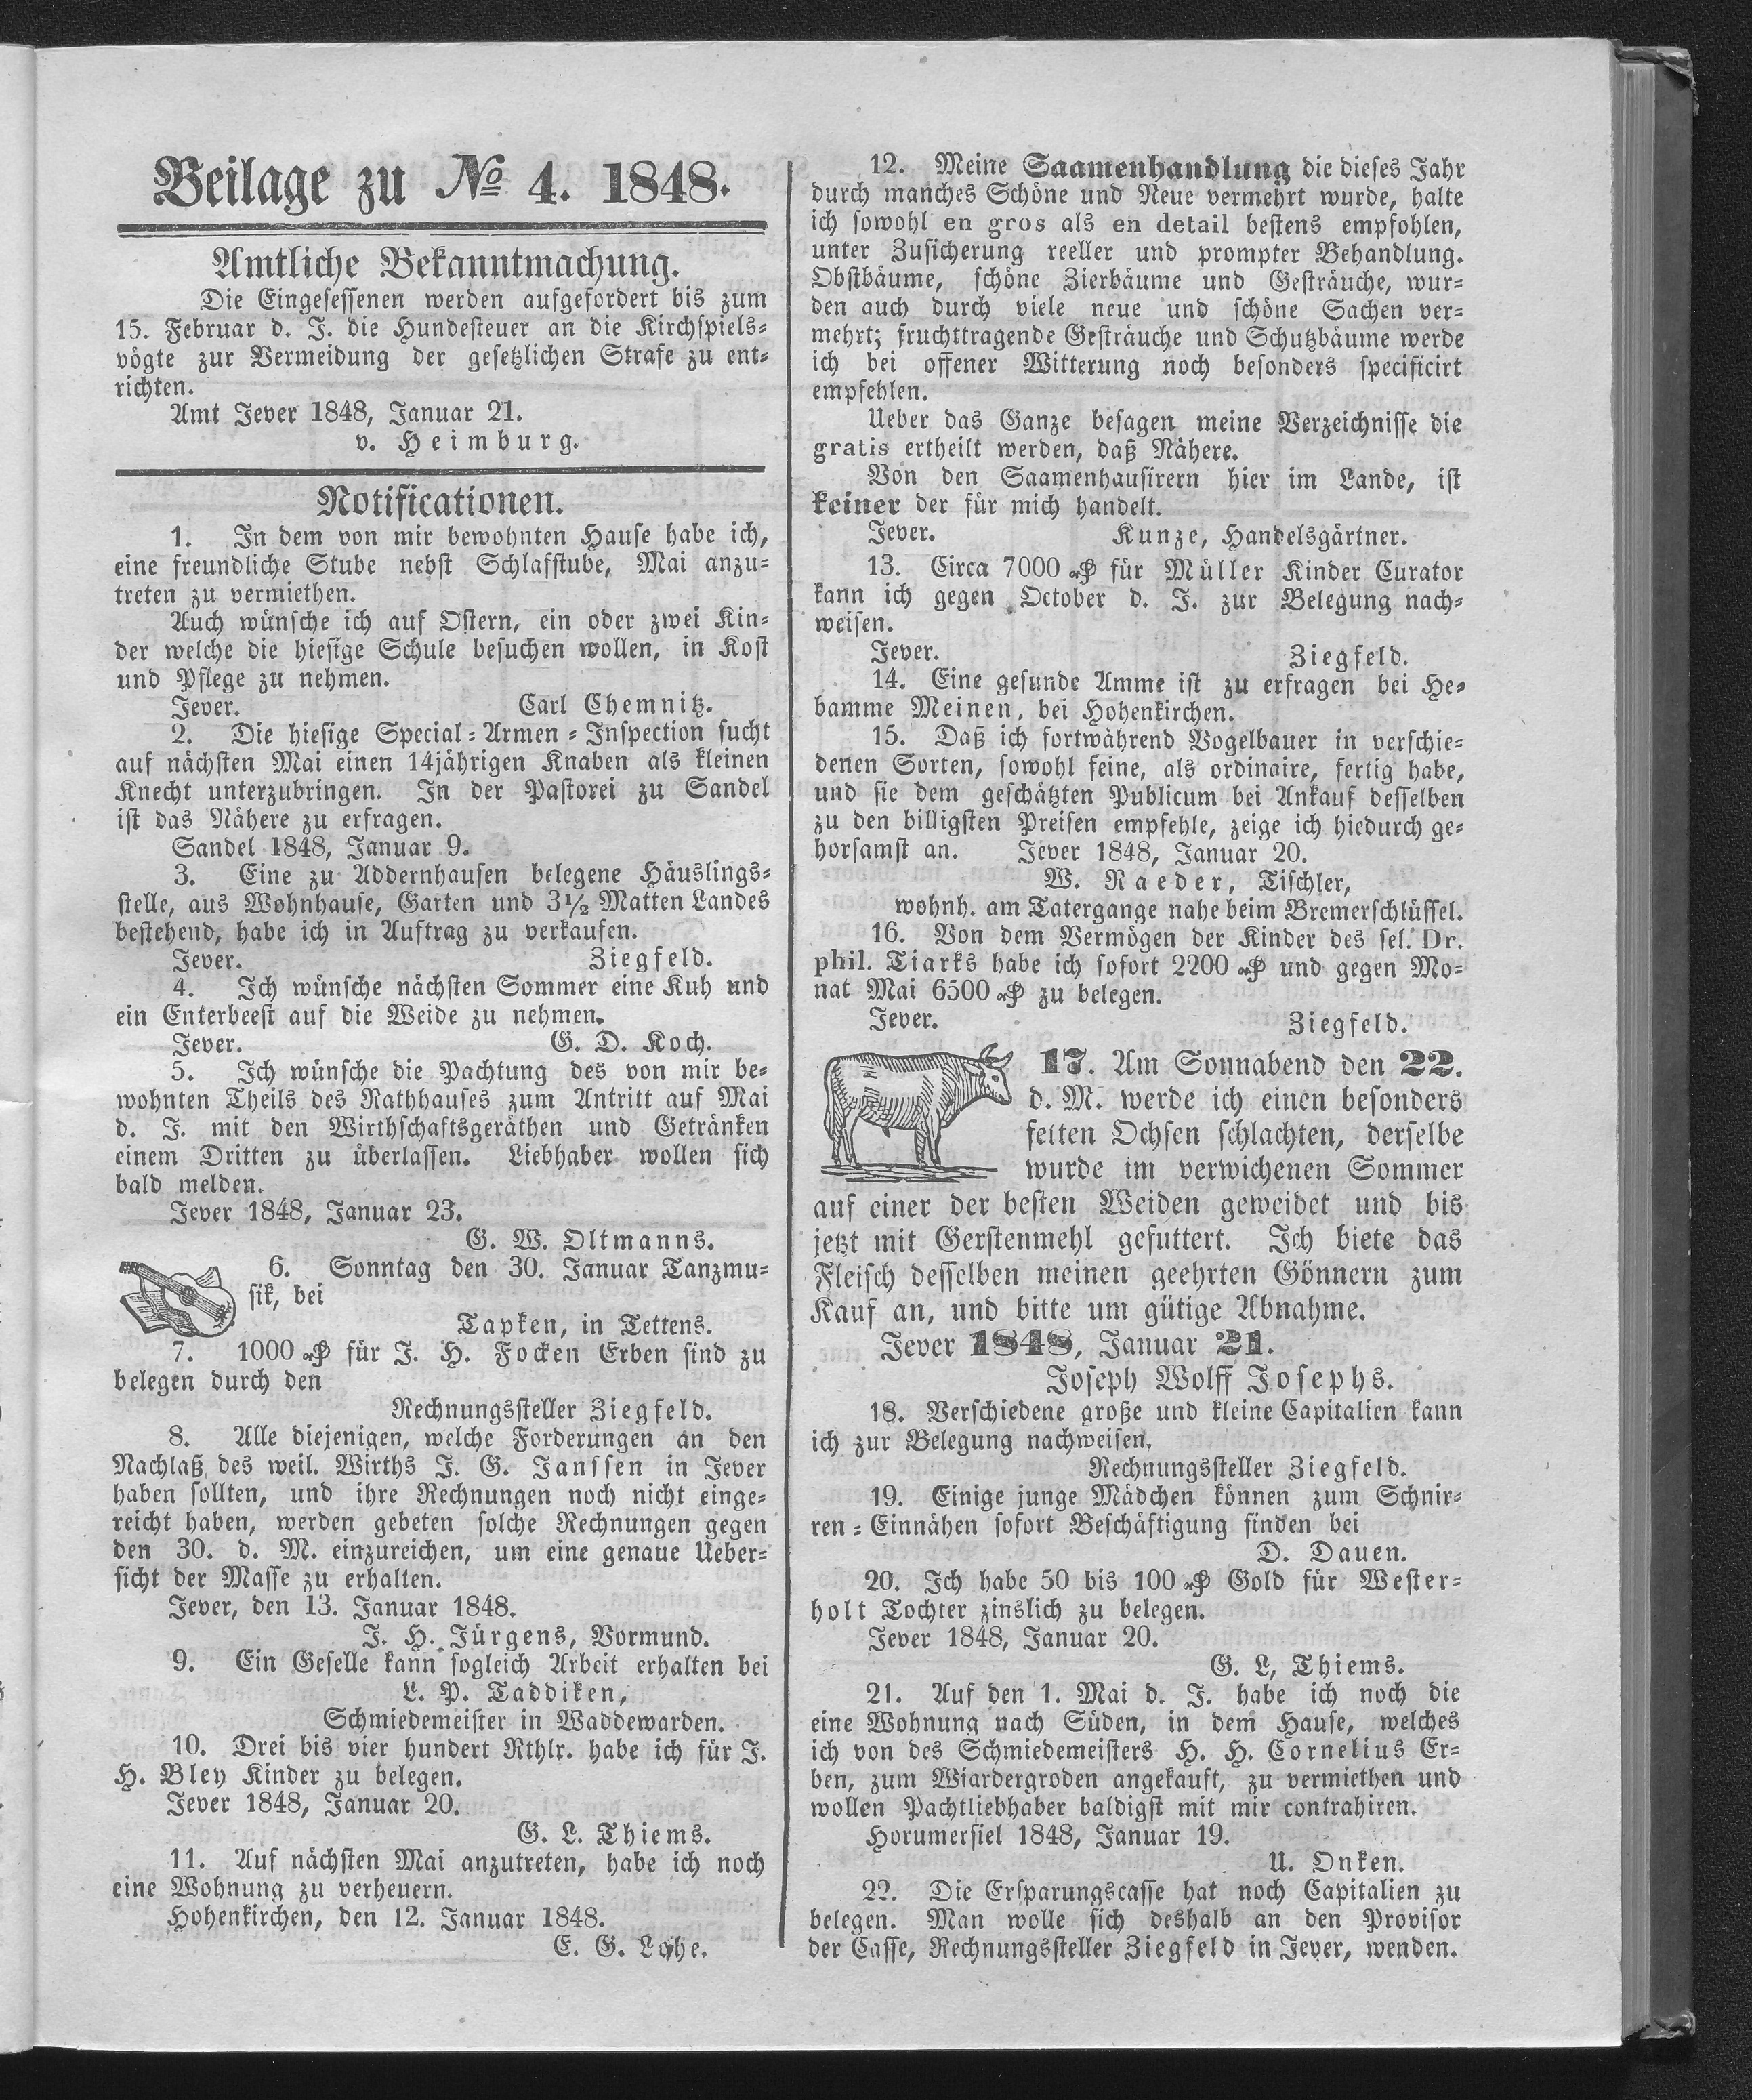 Beilage zu No 4. 1848.
Amtliche Bekanntmachung.
Die Eingesessenen werden aufgefordert bis zum
15. Februar d. J. die Hundesteuer an die Kirchspiels-
vögte zur Vermeidung der gesetzlichen Strafe zu ent-
richten.
Amt Jever 1848, Januar 21.
v. Heimburg.
Notificationen.
1. In dem von mir bewohnten Hause habe ich,
eine freundliche Stube nebst Schlafstube, Mai anzu-
treten zu vermiethen.
Auch wünsche ich auf Ostern, ein oder zwei Kin-
der welche die hiesige Schule besuchen wollen, in Kost
und Pflege zu nehmen.
Jever. Carl Chemnitz.
2. Die hiesige Special-Armen-Inspection sucht
auf nächsten Mai einen 14jährigen Knaben als kleinen
Knecht unterzubringen. In der Pastorei zu Sandel
ist das Nähere zu erfragen.
Sandel 1848, Januar 9.
3. Eine zu Addernhausen belegene Häuslings-
stelle, aus Wohnhause, Garten und 3½ Matten Landes
bestehend, habe ich in Auftrag zu verkaufen.
Jever. Ziegfeld.
4. Ich wünsche nächsten Sommer eine Kuh und
ein Enterbeest auf die Weide zu nehmen.
Jever. G. D. Koch.
5. Ich wünsche die Pachtung des von mir be-
wohnten Theils des Rathhauses zum Antritt auf Mai
d. J. mit den Wirthschaftsgeräthen und Getränken
einem Dritten zu überlassen. Liebhaber wollen sich
bald melden.
Jever 1848, Januar 23.
G. W. Oltmanns.
6. Sonntag den 30. Januar Tanzmu-
sik, bei
Tapken, in Tettens.
7. 1000 ₰ für J. H. Focken Erben sind zu
belegen durch den
Rechnungssteller Ziegfeld.
8. Alle diejenigen, welche Forderungen an den
Nachlaß des weil. Wirths J. G. Janssen in Jever
haben sollten, und ihre Rechnungen noch nicht einge-
reicht haben, werden gebeten solche Rechnungen gegen
den 30. d. M. einzureichen, um eine genaue Ueber-
sicht der Masse zu erhalten.
Jever, den 13. Januar 1848.
J. H. Jürgens, Vormund.
9. Ein Geselle kann sogleich Arbeit erhalten bei
L. P. Taddiken,
Schmiedemeister in Waddewarden.
10. Drei bis vier hundert Rthlr. habe ich für J.
H. Bley Kinder zu belegen.
Jever 1848, Januar 20.
G. L. Thiems.
11. Auf nächsten Mai anzutreten, habe ich noch
eine Wohnung zu verheuern.
Hohenkirchen, den 12. Januar 1848.
E. G. Lohe.
12. Meine Saamenhandlung die dieses Jahr
durch manches Schöne und Neue vermehrt wurde, halte
ich sowohl en gros als en detail bestens empfohlen,
unter Zusicherung reeller und prompter Behandlung.
Obstbäume, schöne Zierbäume und Gesträuche, wur-
den auch durch viele neue und schöne Sachen ver-
mehrt; fruchttragende Gesträuche und Schutzbäume werde
ich bei offener Witterung noch besonders specificirt
empfehlen.
Ueber das Ganze besagen meine Verzeichnisse die
gratis ertheilt werden, daß Nähere.
Von den Saamenhausirern hier im Lande, ist
keiner der für mich handelt.
Jever. Kunze, Handelsgärtner.
13. Circa 7000 ₰ für Müller Kinder Curator
kann ich gegen October d. J. zur Belegung nach-
weisen.
Jever. Ziegfeld.
14. Eine gesunde Amme ist zu erfragen bei He-
bamme Meinen, bei Hohenkirchen.
15. Daß ich fortwährend Vogelbauer in verschie-
denen Sorten, sowohl feine, als ordinaire, fertig habe,
und sie dem geschätzten Publicum bei Ankauf desselben
zu den billigsten Preisen empfehle, zeige ich hiedurch ge-
horsamst an. Jever 1848, Januar 20.
W. Raeder, Tischler,
wohnh. am Tatergange nahe beim Bremerschlüssel.
16. Von dem Vermögen der Kinder des sel. Dr.
phil. Tiarks habe ich sofort 2200 ₰ und gegen Mo-
nat Mai 6500 ₰ zu belegen.
Jever. Ziegfeld.
17. Am Sonnabend den 22.
d. M. werde ich einen besonders
fetten Ochsen schlachten, derselbe
wurde im verwichenen Sommer
auf einer der besten Weiden geweidet und bis
jetzt mit Gerstenmehl gefuttert. Ich biete das
Fleisch desselben meinen geehrten Gönnern zum
Kauf an, und bitte um gütige Abnahme.
Jever 1848, Januar 21.
Joseph Wolff Josephs.
18. Verschiedene große und kleine Capitalien kann
ich zur Belegung nachweisen.
Rechnungssteller Ziegfeld.
19. Einige junge Mädchen können zum Schnir-
ren-Einnähen sofort Beschäftigung finden bei
D. Dauen.
20. Ich habe 50 bis 100 ₰ Gold für Wester-
holt Tochter zinslich zu belegen.
Jever 1848, Januar 20.
G. L, Thiems.
21. Auf den 1. Mai d. J. habe ich noch die
eine Wohnung nach Süden, in dem Hause, welches
ich von des Schmiedemeisters H. H. Cornelius Er-
ben, zum Wiardergroden angekauft, zu vermiethen und
wollen Pachtliebhaber baldigst mit mir contrahiren.
Horumersiel 1848, Januar 19.
U. Onken.
22. Die Ersparungscasse hat noch Capitalien zu
belegen. Man wolle sich deshalb an den Provisor
der Casse, Rechnungssteller Ziegfeld in Jever, wenden.